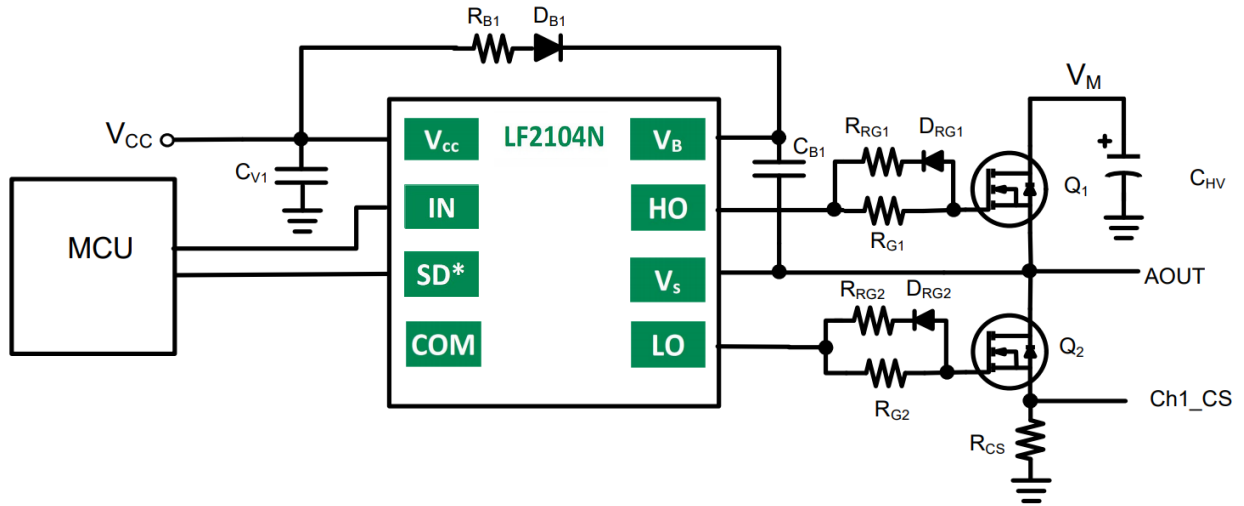 RB1 DB1
VM
VCC
Vcc LF2104N VB
CV1
CB1
RRG1 DRG1
Q1
CHV
MCU
IN HO
RG1
SD* Vs
AOUT
RRG2 DRG2
COM LO
Q2
RG2
Ch1_CS
RCS